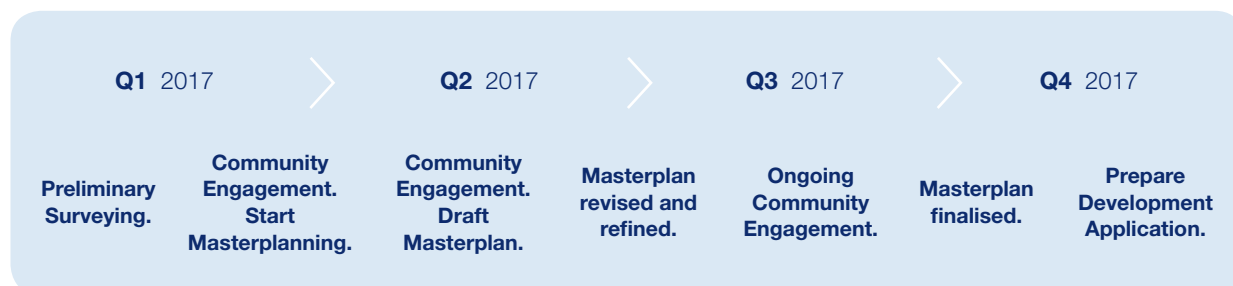 Q1 2017
Q2 2017
Q3 2017
Q4 2017
Preliminary
Surveying.
Community
Engagement.
Start
Masterplanning.
Community
Engagement.
Draft
Masterplan.
Masterplan
revised and
refined.
Ongoing
Community
Engagement.
Masterplan
finalised.
Prepare
Development
Application.